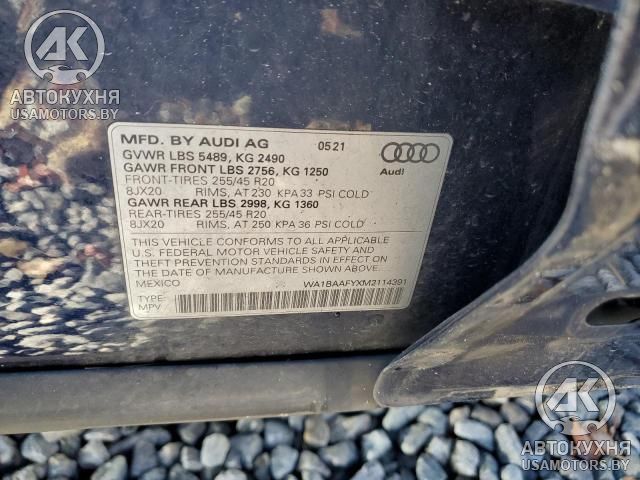 AK
АВТОКУХНЯ
USAMOTORS.BY
MFD. BY AUDI AG 05 21
GVWR LBS 5489, KG 2490
GAWR FRONT LBS 2756, KG 1250
FRONT-TIRES 255/45 R20
8JX20 RIMS, AT 230 KPA 33 PSI COLD
GAWR REAR LBS 2998, KG 1360
REAR-TIRES 255/45 R20
8JX20 RIMS, AT 250 KPA 36 PSI COLD
Audi
THIS VEHICLE CONFORMS TO ALL APPLICABLE
U.S. FEDERAL MOTOR VEHICLE SAFETY AND
THEFT PREVENTION STANDARDS IN EFFECT ON
DATE OF MANUFACTURE SHOWN ABOVE.
MEXICO WA1BAAFYXM2114391
TYPE:
MPV
AK
АВТОКУХНЯ
USAMOTORS.BY